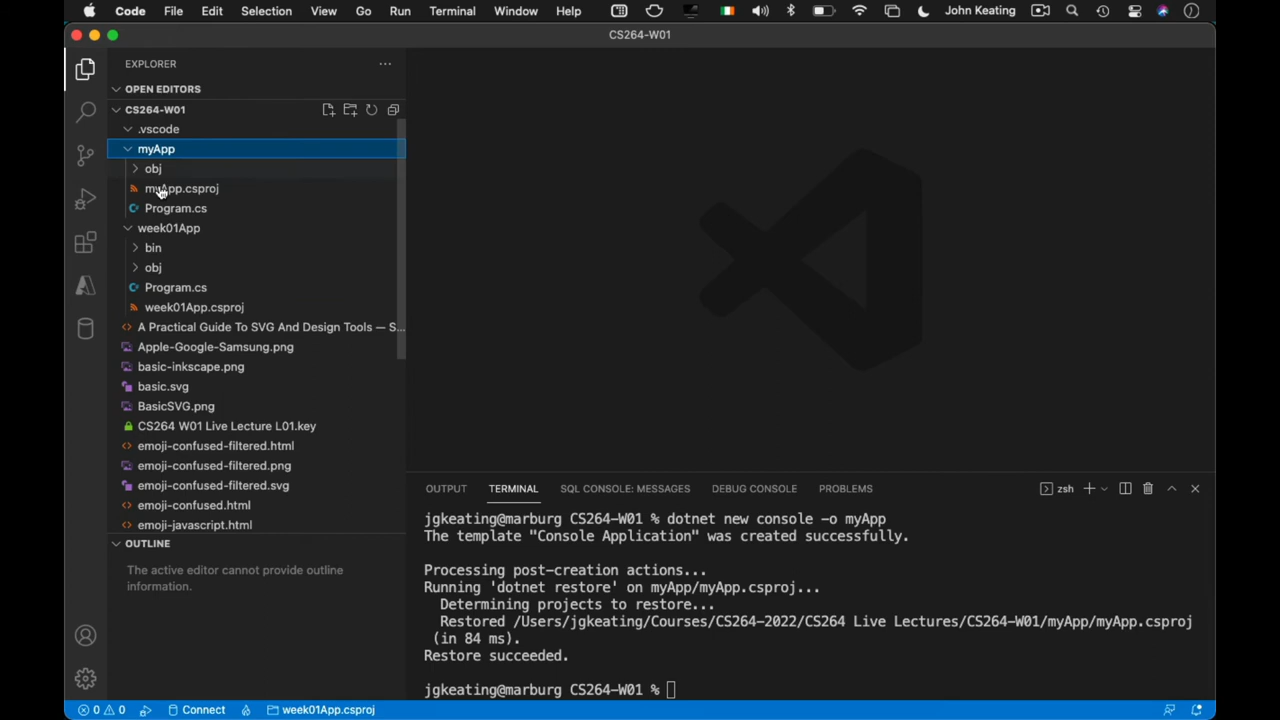 Code File Edit Selection View Go Run Terminal Window Help John Keating
CS264-W01
EXPLORER
OPEN EDITORS
CS264-W01
.vscode
myApp
obj
myApp.csproj
Program.cs
week01App
bin
obj
Program.cs
week01App.csproj
A Practical Guide To SVG And Design Tools — S...
Apple-Google-Samsung.png
basic-inkscape.png
basic.svg
BasicSVG.png
CS264 W01 Live Lecture L01.key
emoji-confused-filtered.html
emoji-confused-filtered.png
emoji-confused-filtered.svg
emoji-confused.html
emoji-javascript.html
OUTLINE
The active editor cannot provide outline
information.
OUTPUT TERMINAL SQL CONSOLE: MESSAGES DEBUG CONSOLE PROBLEMS zsh
jgkeating@marburg CS264-W01 % dotnet new console -o myApp
The template "Console Application" was created successfully.
Processing post-creation actions...
Running 'dotnet restore' on myApp/myApp.csproj...
Determining projects to restore...
Restored /Users/jgkeating/Courses/CS264-2022/CS264 Live Lectures/CS264-W01/myApp/myApp.csproj
(in 84 ms).
Restore succeeded.
jgkeating@marburg CS264-W01 %
0 0 Connect week01App.csproj